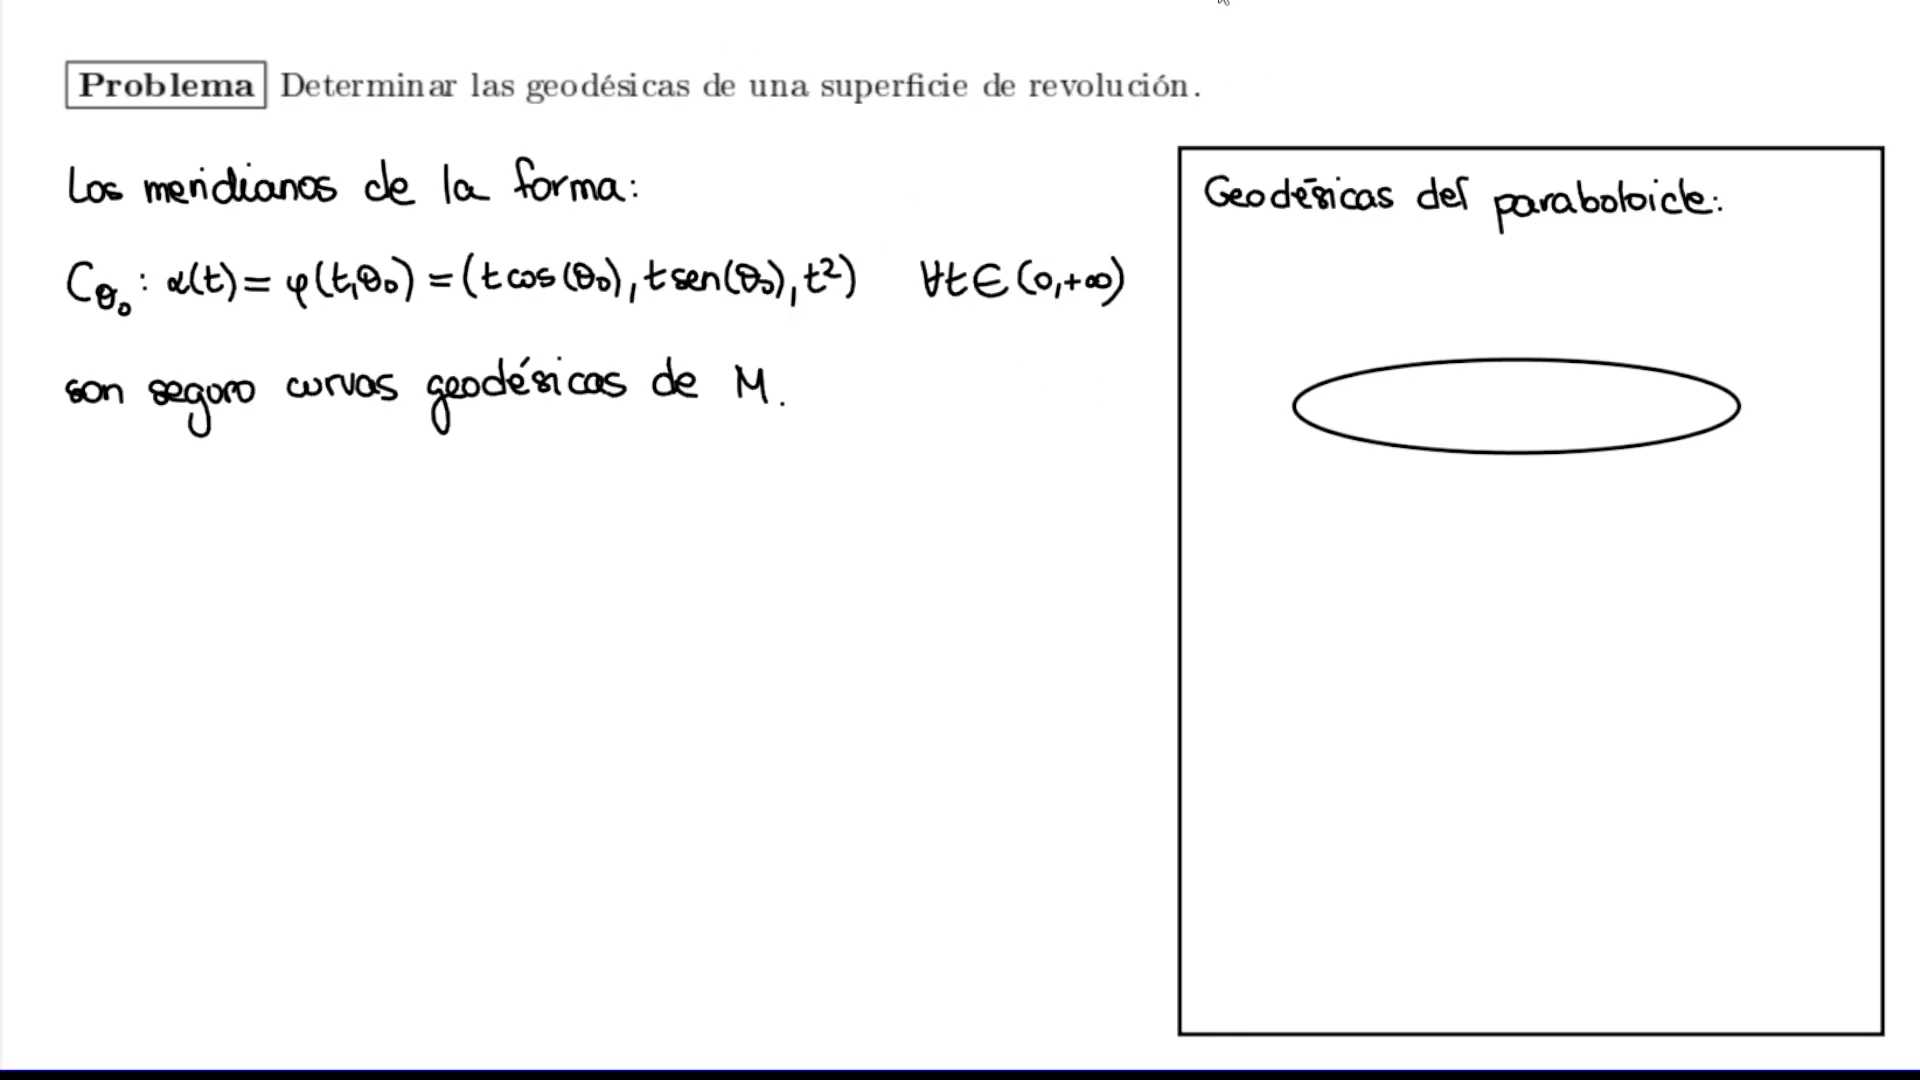 Problema Determinar las geodésicas de una superficie de revolución.
Los meridianos de la forma:
C_θ₀ : α(t) = φ(t,θ₀) = (t cos(θ₀), t sen(θ₀), t²) ∀t ∈ (0,+∞)
son seguro curvas geodésicas de M.
Geodésicas del paraboloide: